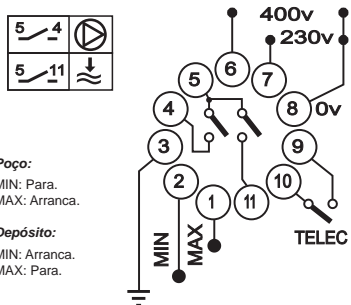 5 4
5 11
400v
230v
0v
6
5
7
4
8
3
9
2
10
1
11
MIN
MAX
TELEC
Poço:
MIN: Para.
MAX: Arranca.
Depósito:
MIN: Arranca.
MAX: Para.